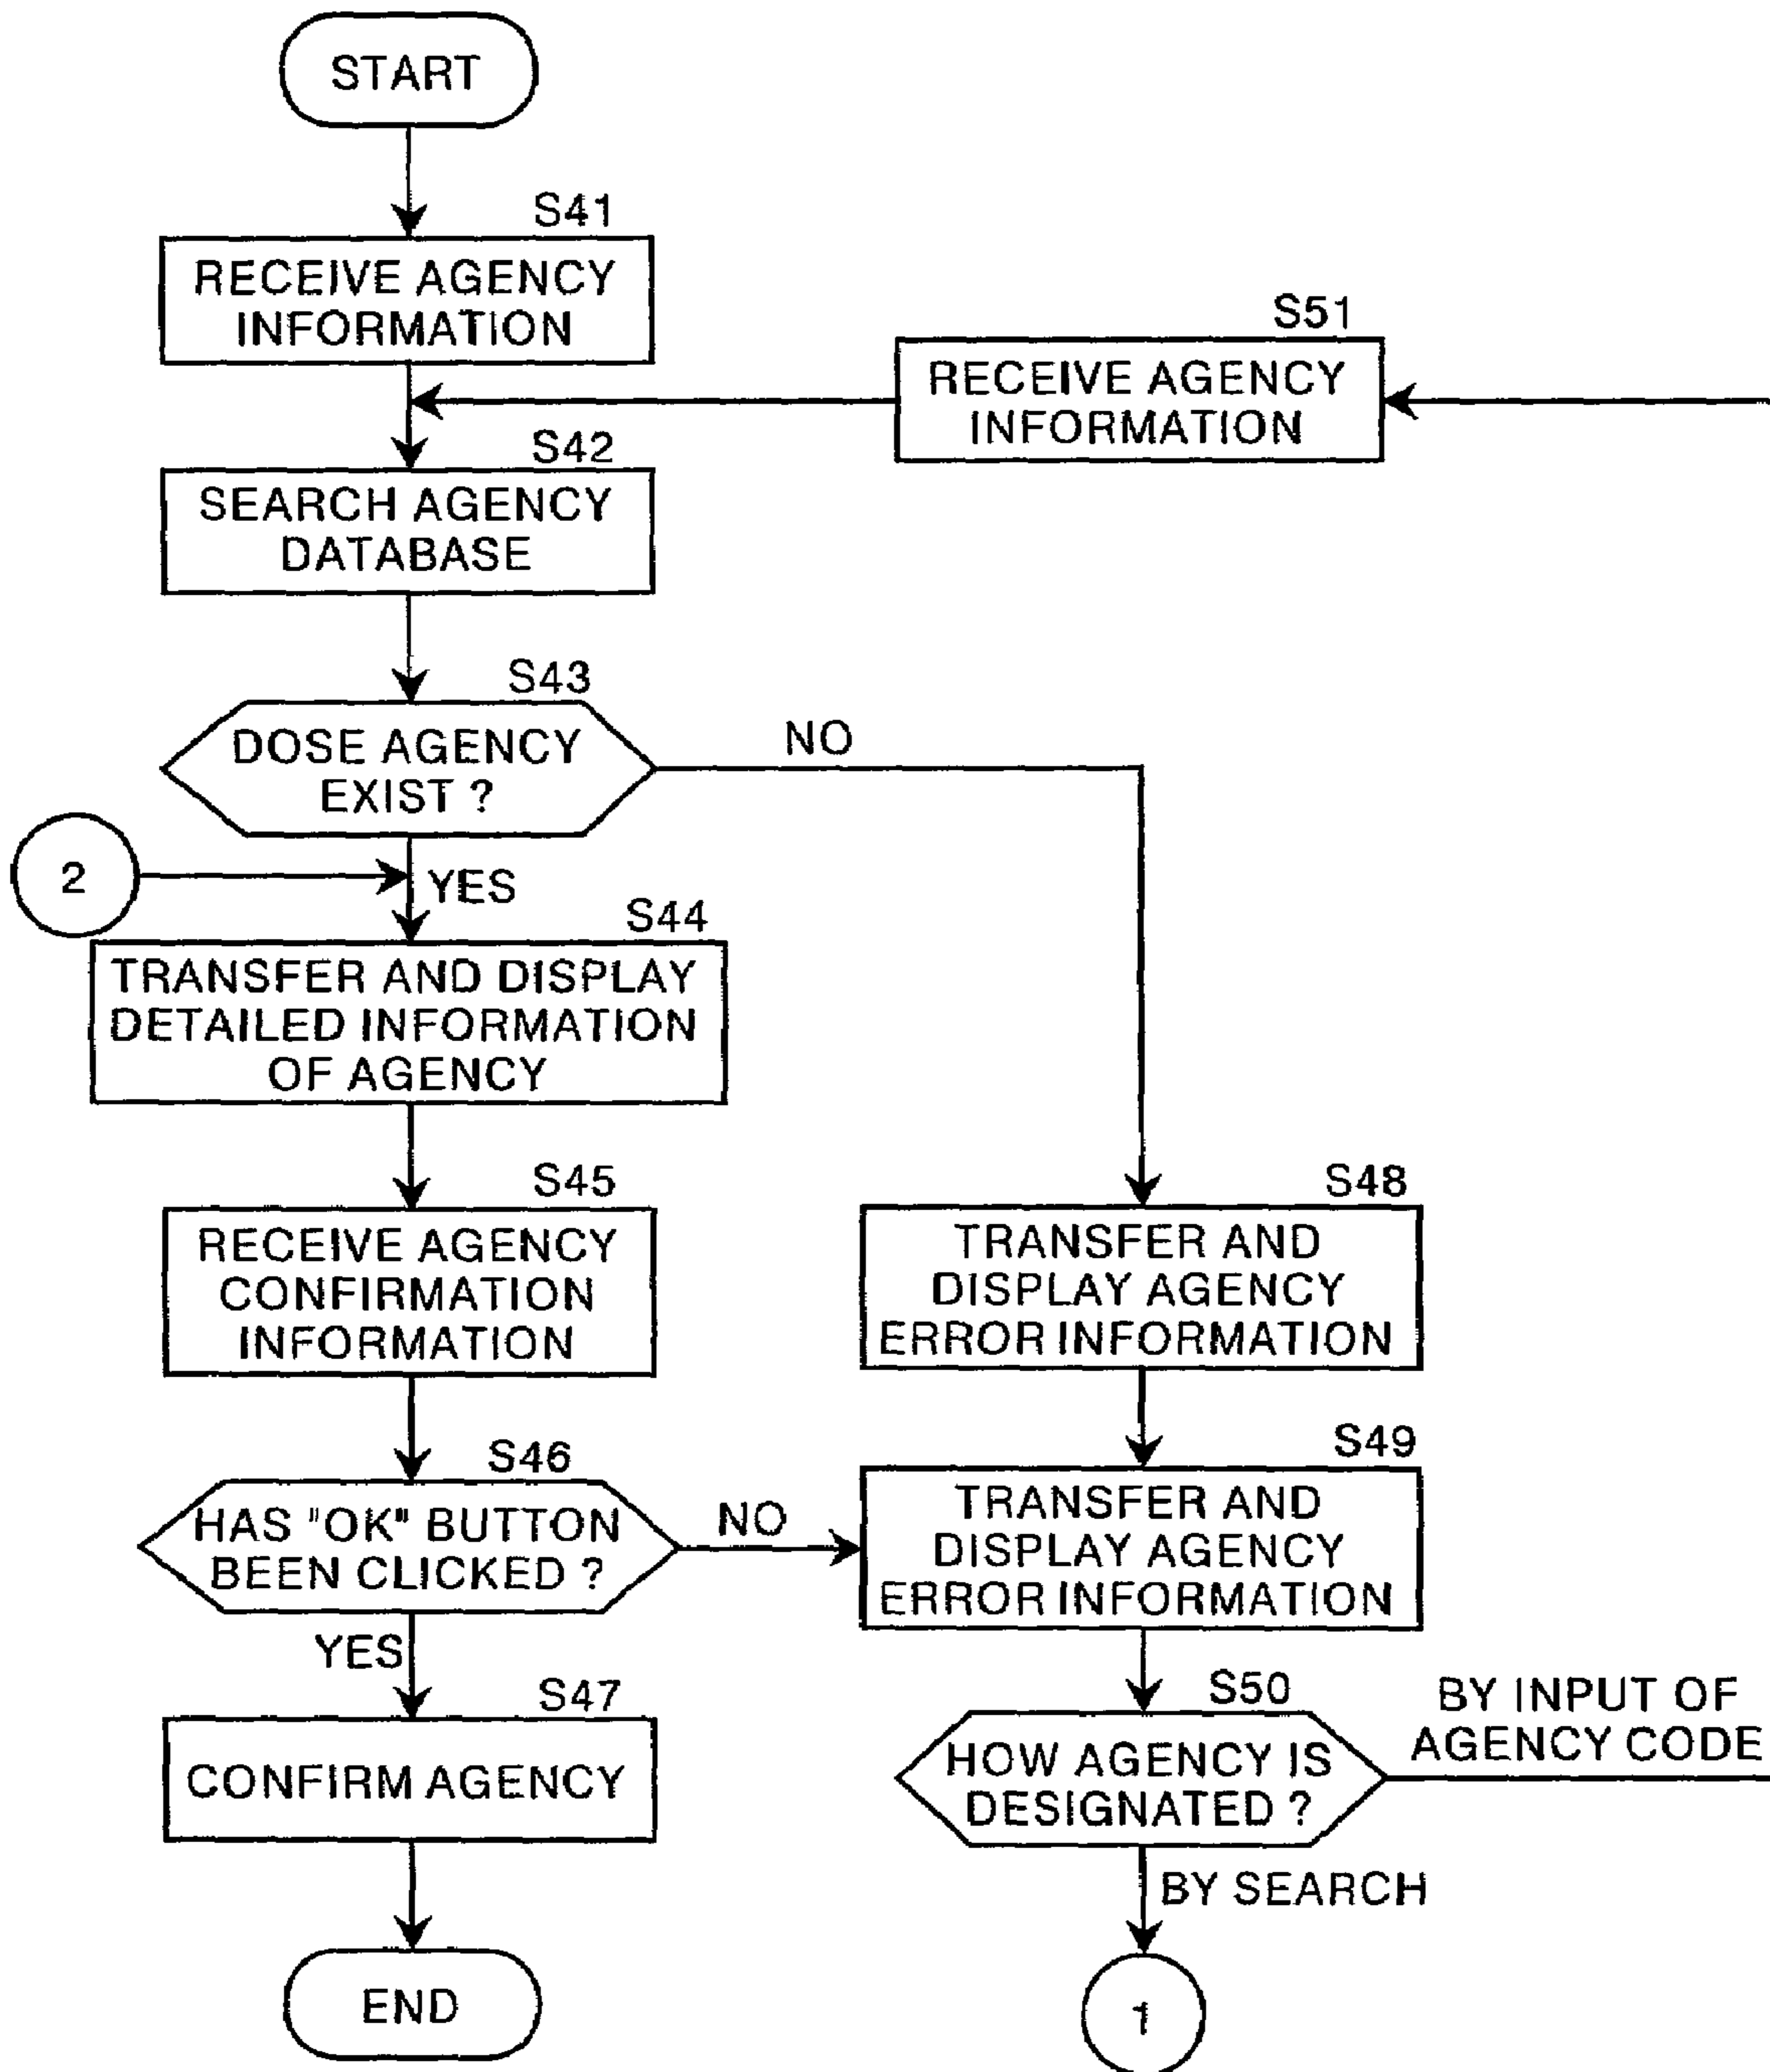 START
S41
RECEIVE AGENCY
INFORMATION
S51
RECEIVE AGENCY
INFORMATION
S42
SEARCH AGENCY
DATABASE
S43
DOSE AGENCY
EXIST ?
NO
2
YES
S44
TRANSFER AND DISPLAY
DETAILED INFORMATION
OF AGENCY
S45
RECEIVE AGENCY
CONFIRMATION
INFORMATION
S48
TRANSFER AND
DISPLAY AGENCY
ERROR INFORMATION
S46
HAS "OK" BUTTON
BEEN CLICKED ?
NO
S49
TRANSFER AND
DISPLAY AGENCY
ERROR INFORMATION
YES
S47
CONFIRM AGENCY
S50
HOW AGENCY IS
DESIGNATED ?
BY INPUT OF
AGENCY CODE
BY SEARCH
END
1